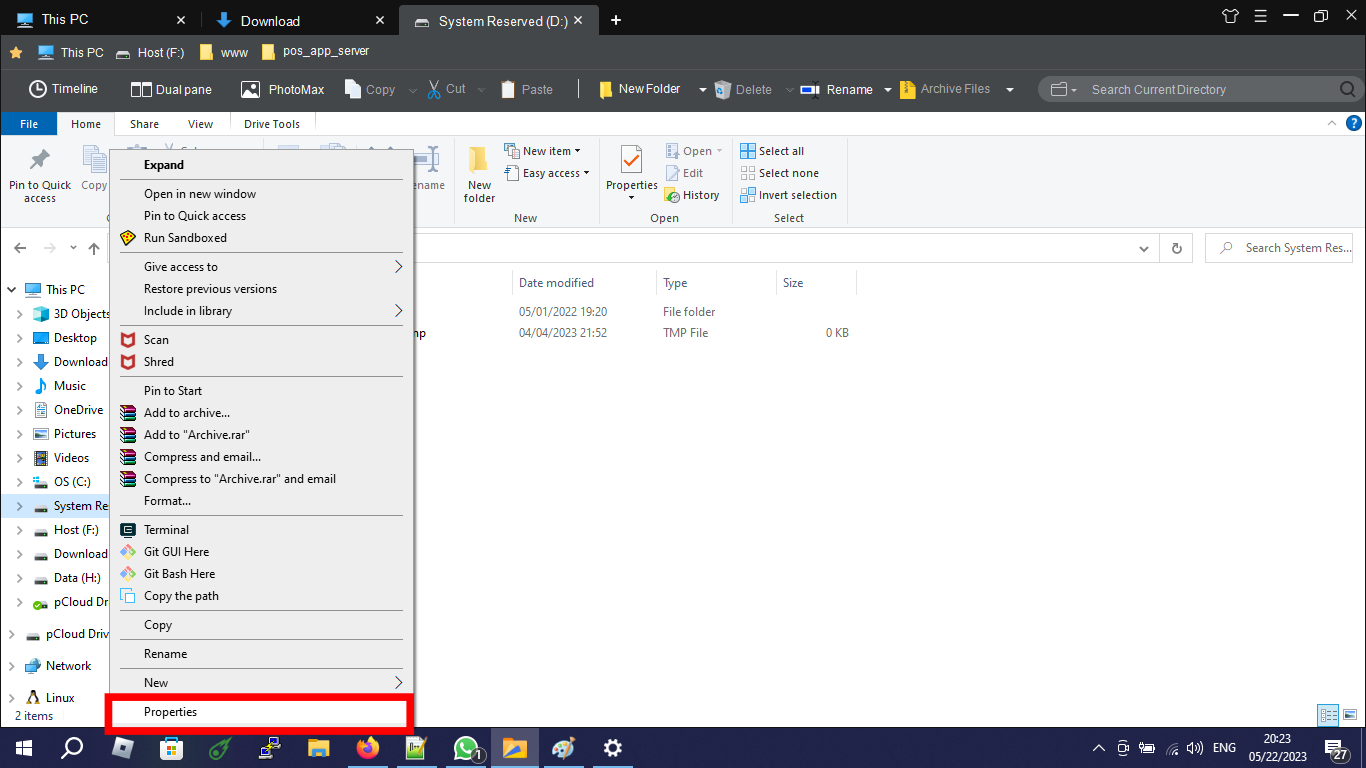 This PC
Download
System Reserved (D:)
This PC
Host (F:)
www
pos_app_server
Timeline
Dual pane
PhotoMax
Copy
Cut
Paste
New Folder
Delete
Rename
Archive Files
Search Current Directory
File
Home
Share
View
Drive Tools
Pin to Quick
access
Copy
New
folder
New item
Easy access
New
Properties
Open
Edit
History
Open
Select all
Select none
Invert selection
Select
Search System Res...
Date modified
Type
Size
05/01/2022 19:20
File folder
04/04/2023 21:52
TMP File
0 KB
This PC
3D Objects
Desktop
Download
Music
OneDrive
Pictures
Videos
OS (C:)
System Re
Host (F:)
Download
Data (H:)
pCloud Dr
pCloud Driv
Network
Linux
2 items
Expand
Open in new window
Pin to Quick access
Run Sandboxed
Give access to
Restore previous versions
Include in library
Scan
Shred
Pin to Start
Add to archive...
Add to "Archive.rar"
Compress and email...
Compress to "Archive.rar" and email
Format...
Terminal
Git GUI Here
Git Bash Here
Copy the path
Copy
Rename
New
Properties
1
ENG
20:23
05/22/2023
27